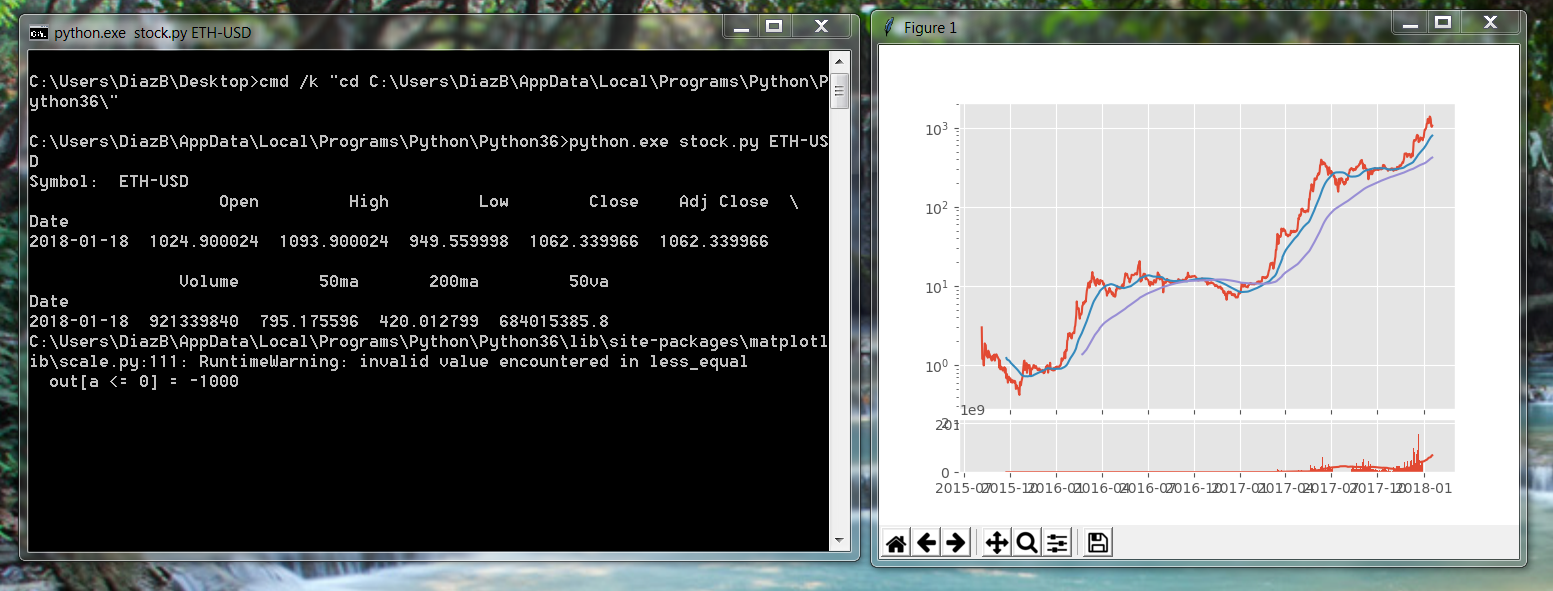 python.exe  stock.py ETH-USD
C:\Users\DiazB\Desktop>cmd /k "cd C:\Users\DiazB\AppData\Local\Programs\Python\P
ython36\"
C:\Users\DiazB\AppData\Local\Programs\Python\Python36>python.exe stock.py ETH-US
D
Symbol:  ETH-USD
Open High Low Close Adj Close \
Date
2018-01-18 1024.900024 1093.900024 949.559998 1062.339966 1062.339966
Volume 50ma 200ma 50va
Date
2018-01-18 921339840 795.175596 420.012799 684015385.8
C:\Users\DiazB\AppData\Local\Programs\Python\Python36\lib\site-packages\matplotl
ib\scale.py:111: RuntimeWarning: invalid value encountered in less_equal
  out[a <= 0] = -1000
Figure 1
10³
10²
10¹
10⁰
1e9
2
0
2015-07 2015-10 2016-01 2016-04 2016-07 2016-10 2017-01 2017-04 2017-07 2017-10 2018-01